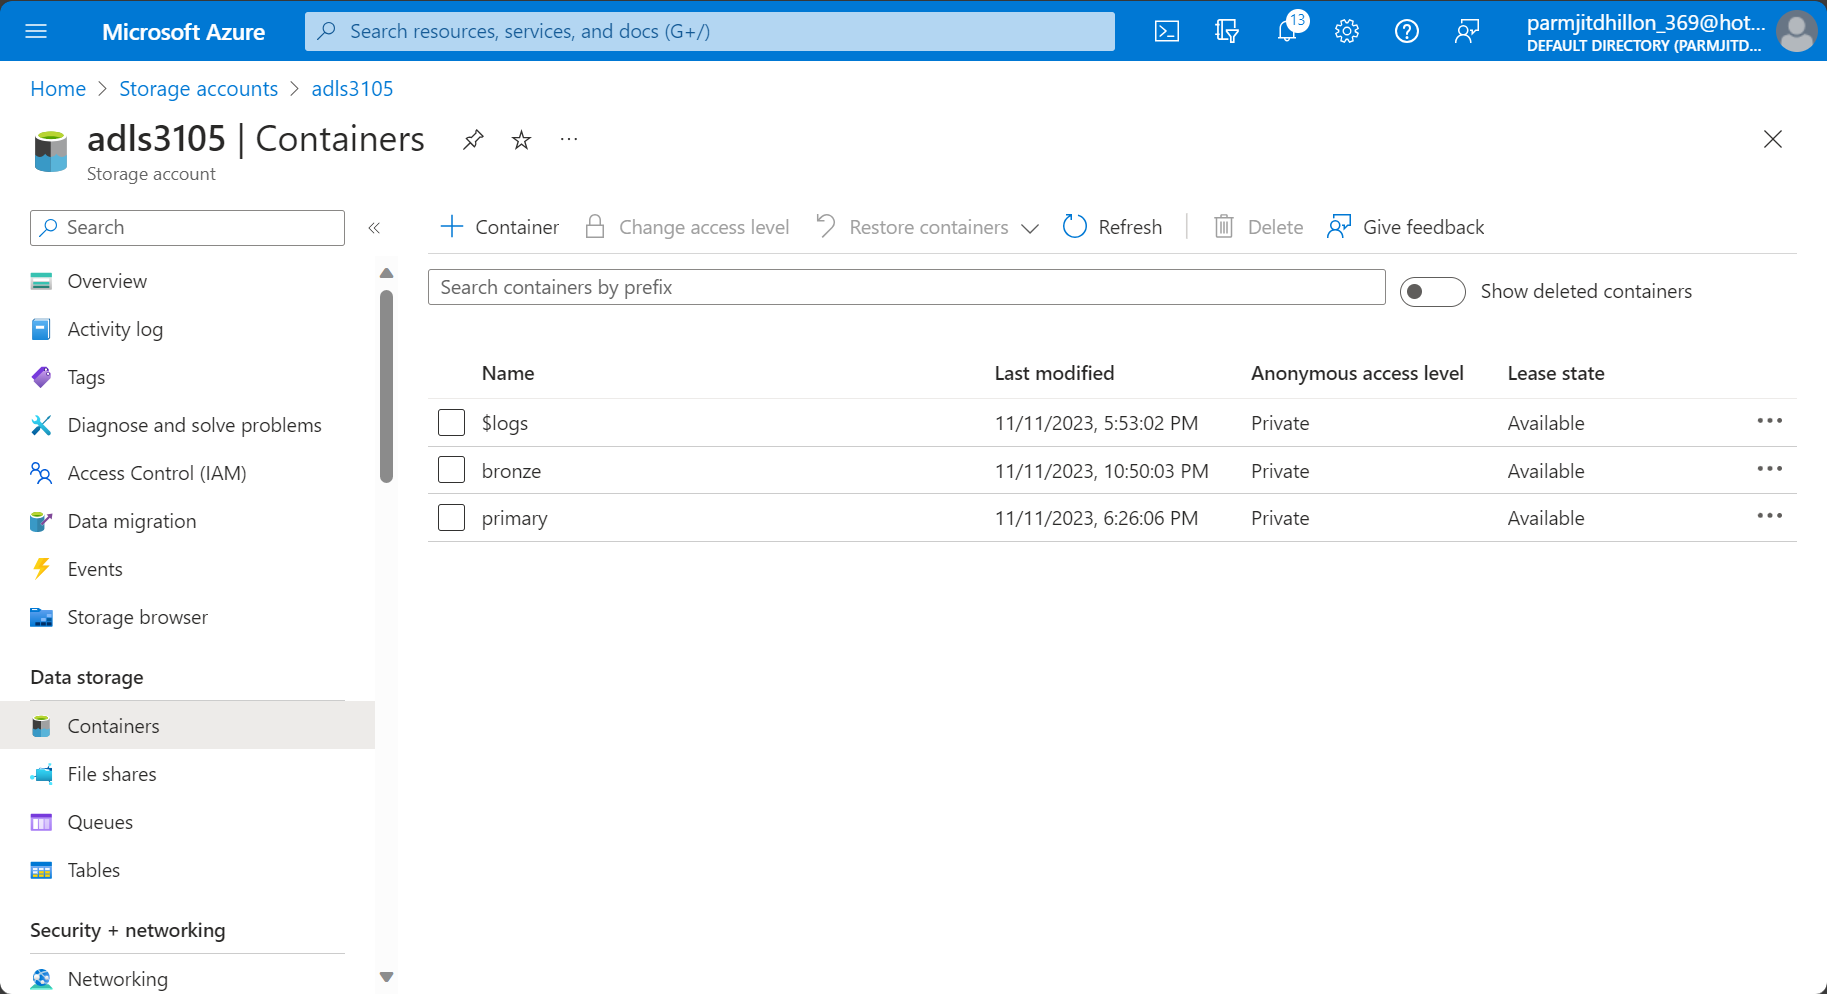 Microsoft Azure
Search resources, services, and docs (G+/)
13
parmjitdhillon_369@hot...
DEFAULT DIRECTORY (PARMJITD...
Home > Storage accounts > adls3105
adls3105 | Containers
Storage account
Search
Container
Change access level
Restore containers
Refresh
Delete
Give feedback
Search containers by prefix
Show deleted containers
Overview
Activity log
Tags
Diagnose and solve problems
Access Control (IAM)
Data migration
Events
Storage browser
Data storage
Containers
File shares
Queues
Tables
Security + networking
Networking
Name Last modified Anonymous access level Lease state
$logs 11/11/2023, 5:53:02 PM Private Available
bronze 11/11/2023, 10:50:03 PM Private Available
primary 11/11/2023, 6:26:06 PM Private Available